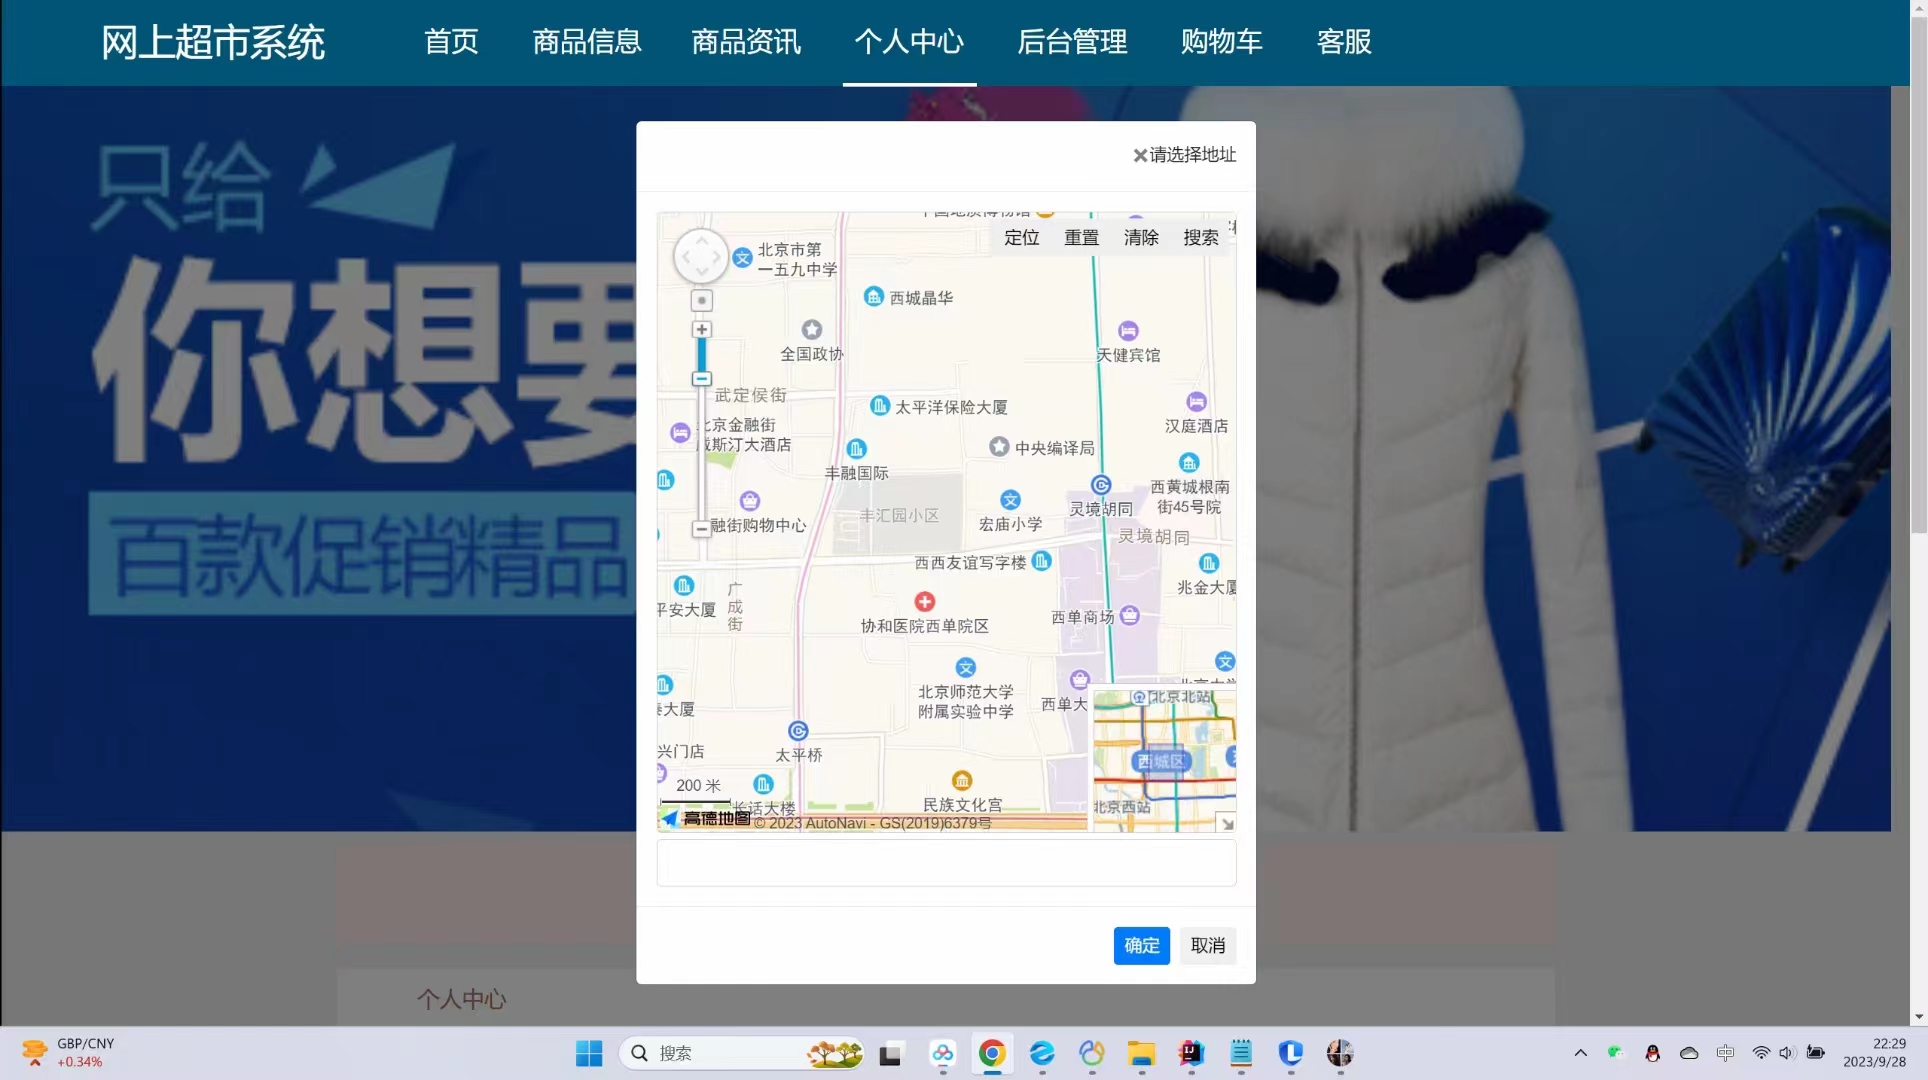 网上超市系统
首页
商品信息
商品资讯
个人中心
后台管理
购物车
客服
只给
你想要
百款促销精品
请选择地址
定位
重置
清除
搜索
北京市第
一五九中学
西城晶华
全国政协
天健宾馆
武定侯街
太平洋保险大厦
汉庭酒店
北京金融街
威斯汀大酒店
中央编译局
丰融国际
西黄城根南
街45号院
灵境胡同
融街购物中心
丰汇园小区
宏庙小学
灵境胡同
西西友谊写字楼
兆金大厦
广成街
平安大厦
西单商场
协和医院西单院区
北京师范大学
附属实验中学
西单大
泰大厦
北京北站
兴门店
太平桥
西城区
200 米
长话大楼
民族文化宫
北京西站
高德地图
© 2023 AutoNavi - GS(2019)6379号
确定
取消
个人中心
GBP/CNY
+0.34%
搜索
中
22:29
2023/9/28